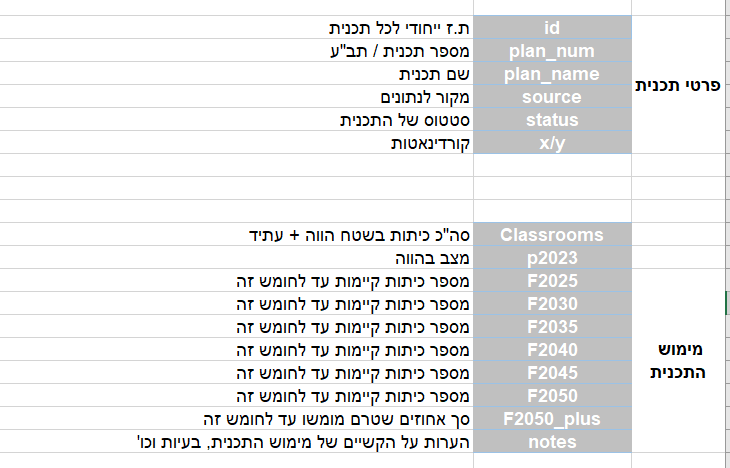 פרטי תכנית
id ת.ז ייחודי לכל תכנית
plan_num מספר תכנית / תב"ע
plan_name שם תכנית
source מקור לנתונים
status סטטוס של התכנית
x/y קורדינאטות
Classrooms סה"כ כיתות בשטח הווה + עתיד
p2023 מצב בהווה
מימוש התכנית
F2025 מספר כיתות קיימות עד לחומש זה
F2030 מספר כיתות קיימות עד לחומש זה
F2035 מספר כיתות קיימות עד לחומש זה
F2040 מספר כיתות קיימות עד לחומש זה
F2045 מספר כיתות קיימות עד לחומש זה
F2050 מספר כיתות קיימות עד לחומש זה
F2050_plus סך אחוזים שטרם מומשו עד לחומש זה
notes הערות על הקשיים של מימוש התכנית, בעיות וכו'